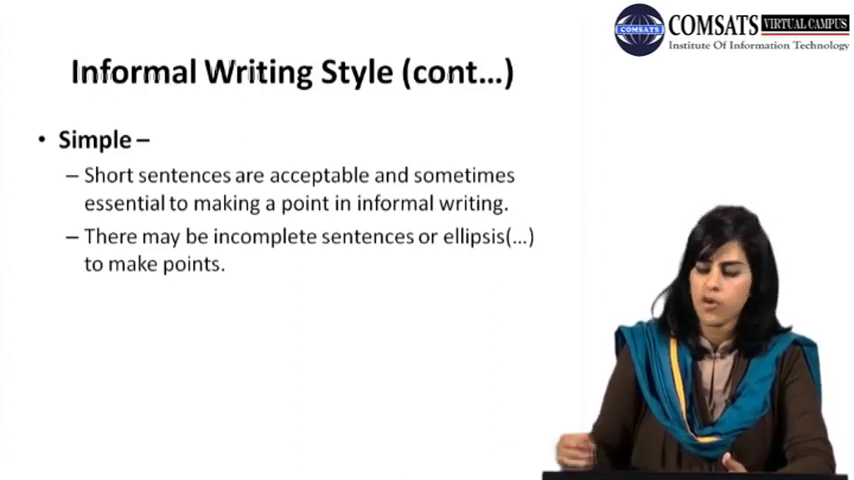 COMSATS VIRTUAL CAMPUS
COMSATS
Institute Of Information Technology
Informal Writing Style (cont...)
• Simple –
– Short sentences are acceptable and sometimes
essential to making a point in informal writing.
– There may be incomplete sentences or ellipsis(...)
to make points.